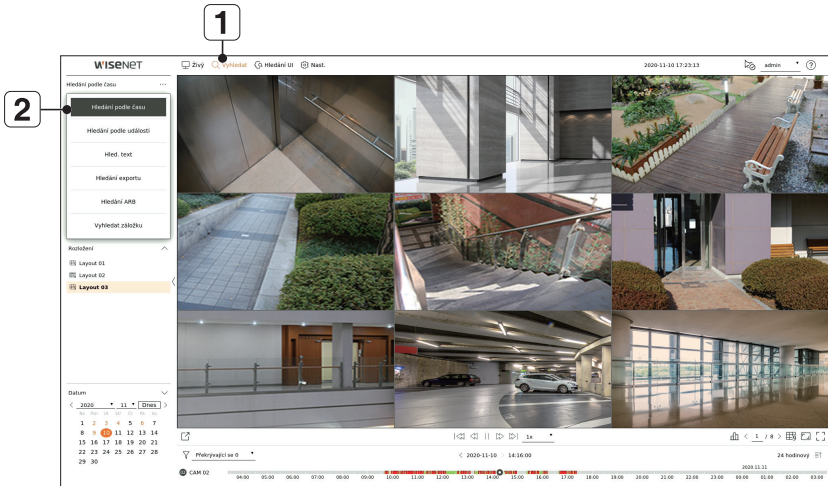 1
WISENET
Živý
Vyhledat
Hledání UI
Nast.
2020-11-10 17:23:13
admin
?
Hledání podle času
...
2
Hledání podle času
Hledání podle události
Hled. text
Hledání exportu
Hledání ARB
Vyhledat záložku
Rozložení
Layout 01
Layout 02
Layout 03
Datum
< 2020 11 Dnes >
1 2 3 4 5 6 7
8 9 10 11 12 13 14
15 16 17 18 19 20 21
22 23 24 25 26 27 28
29 30
1x
< 1 / 8 >
Překrývající se 0
< 2020-11-10 > 14:16:00
24 hodinový
2020.11.11
CAM 02
04:00 05:00 06:00 07:00 08:00 09:00 10:00 11:00 12:00 13:00 14:00 15:00 16:00 17:00 18:00 19:00 20:00 21:00 22:00 23:00 00:00 01:00 02:00 03:00